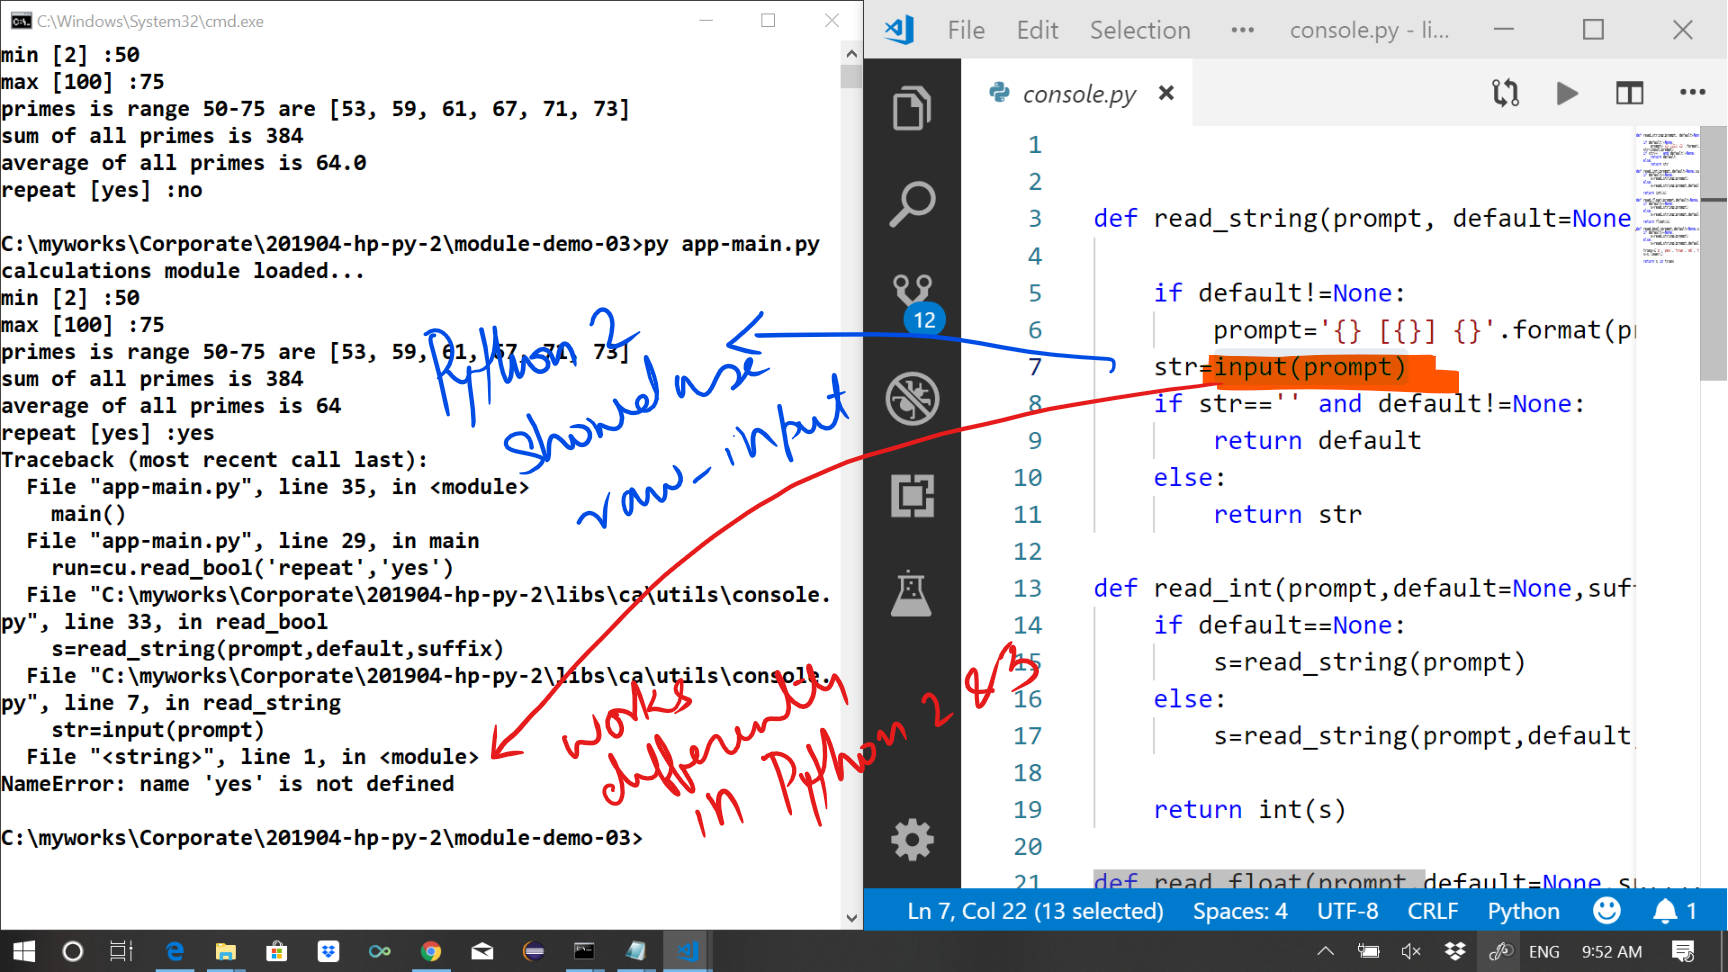 C:\Windows\System32\cmd.exe
min [2] :50
max [100] :75
primes is range 50-75 are [53, 59, 61, 67, 71, 73]
sum of all primes is 384
average of all primes is 64.0
repeat [yes] :no
C:\myworks\Corporate\201904-hp-py-2\module-demo-03>py app-main.py
calculations module loaded...
min [2] :50
max [100] :75
primes is range 50-75 are [53, 59, 61, 67, 71, 73]
sum of all primes is 384
average of all primes is 64
repeat [yes] :yes
Traceback (most recent call last):
File "app-main.py", line 35, in <module>
main()
File "app-main.py", line 29, in main
run=cu.read_bool('repeat','yes')
File "C:\myworks\Corporate\201904-hp-py-2\libs\ca\utils\console.
py", line 33, in read_bool
s=read_string(prompt,default,suffix)
File "C:\myworks\Corporate\201904-hp-py-2\libs\ca\utils\console.
py", line 7, in read_string
str=input(prompt)
File "<string>", line 1, in <module>
NameError: name 'yes' is not defined
C:\myworks\Corporate\201904-hp-py-2\module-demo-03>
Python 2
should use
raw_input
works
differently
in Python 2 & 3
File Edit Selection ... console.py - li...
console.py
12
1
2
3 def read_string(prompt, default=None
4
5 if default!=None:
6 prompt='{} [{}] {}'.format(p
7 str=input(prompt)
8 if str=='' and default!=None:
9 return default
10 else:
11 return str
12
13 def read_int(prompt,default=None,suf
14 if default==None:
15 s=read_string(prompt)
16 else:
17 s=read_string(prompt,default,
18
19 return int(s)
20
21 def read_float(prompt,default=None,s
Ln 7, Col 22 (13 selected) Spaces: 4 UTF-8 CRLF Python 1
ENG 9:52 AM